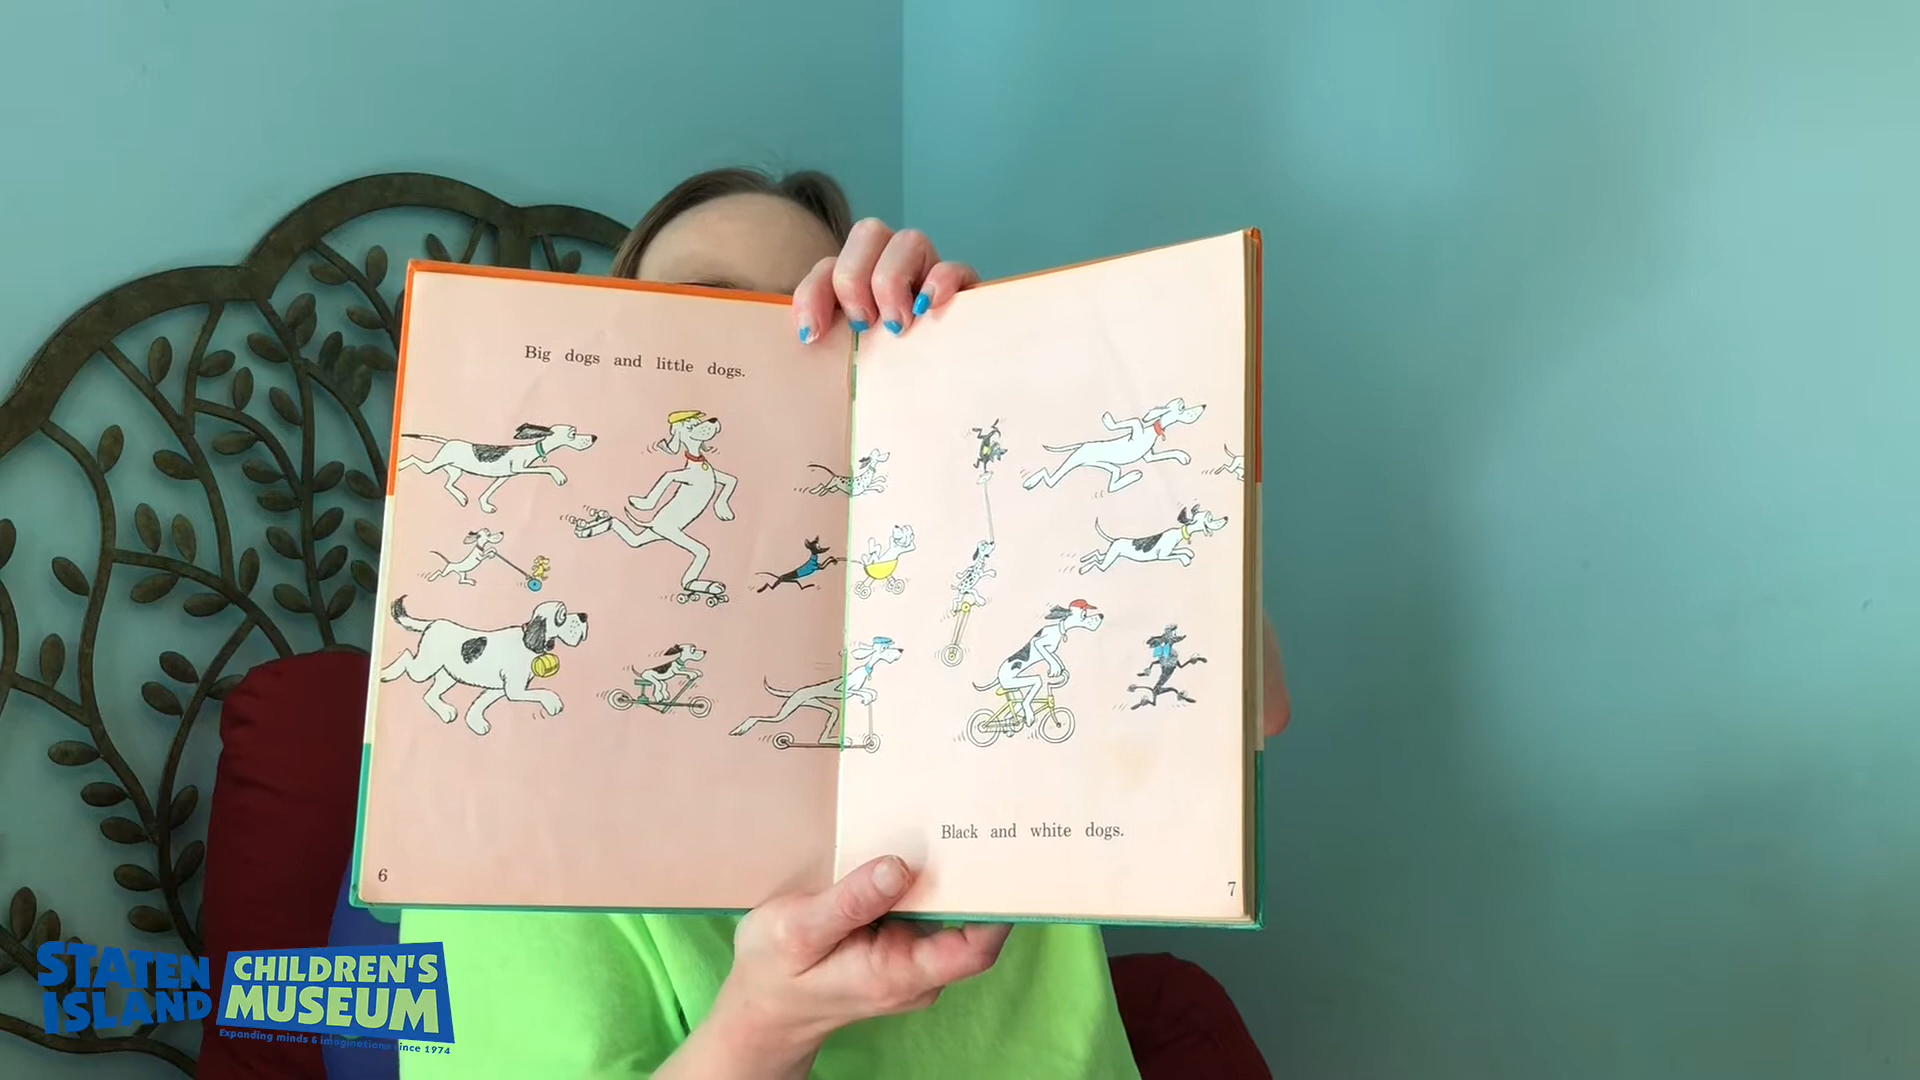 Big dogs and little dogs.
Black and white dogs.
6
7
STATEN
ISLAND
CHILDREN'S
MUSEUM
Expanding minds & imaginations since 1974